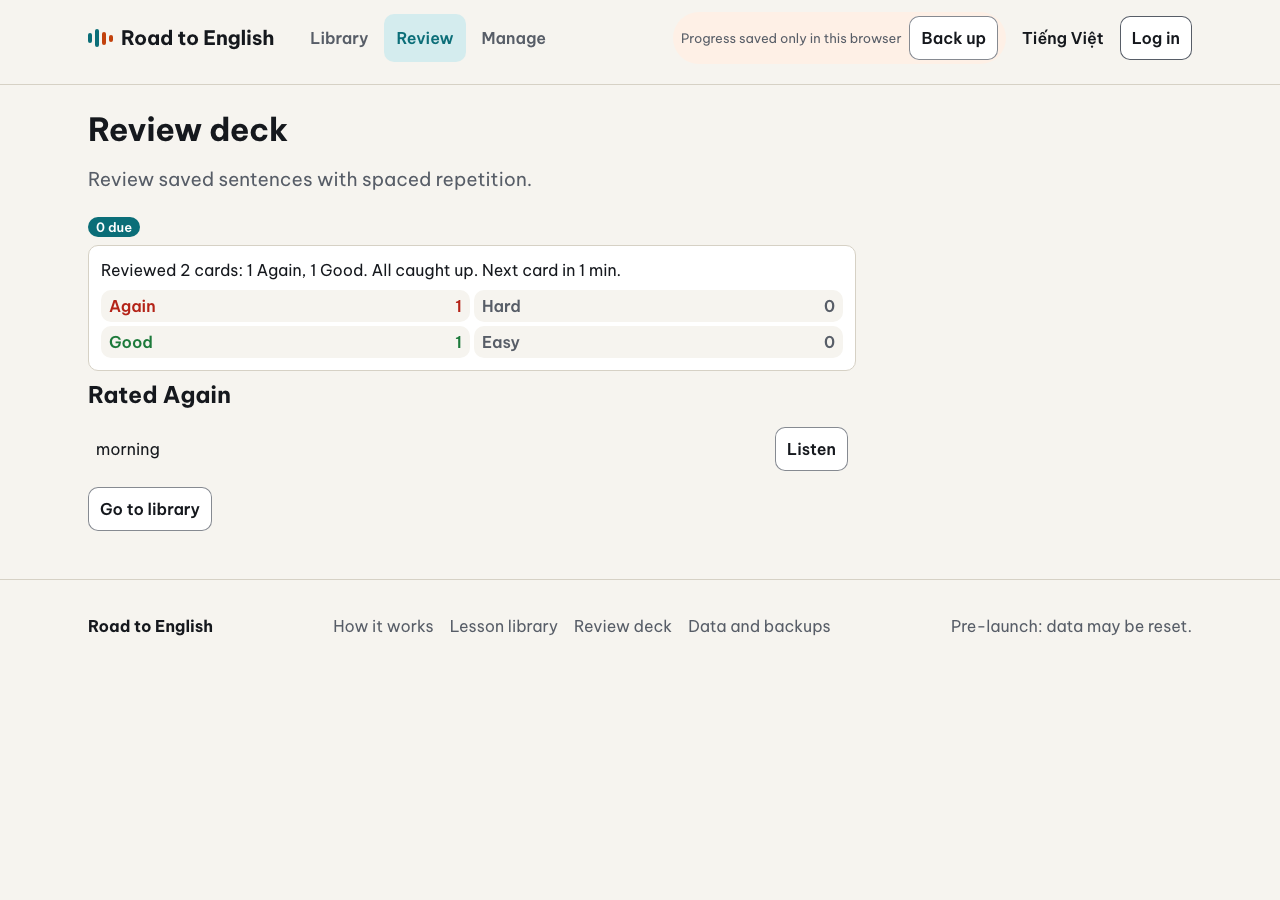 Road to English
Library
Review
Manage
Progress saved only in this browser
Back up
Tiếng Việt
Log in
Review deck
Review saved sentences with spaced repetition.
0 due
Reviewed 2 cards: 1 Again, 1 Good. All caught up. Next card in 1 min.
Again 1
Hard 0
Good 1
Easy 0
Rated Again
morning
Listen
Go to library
Road to English
How it works
Lesson library
Review deck
Data and backups
Pre-launch: data may be reset.